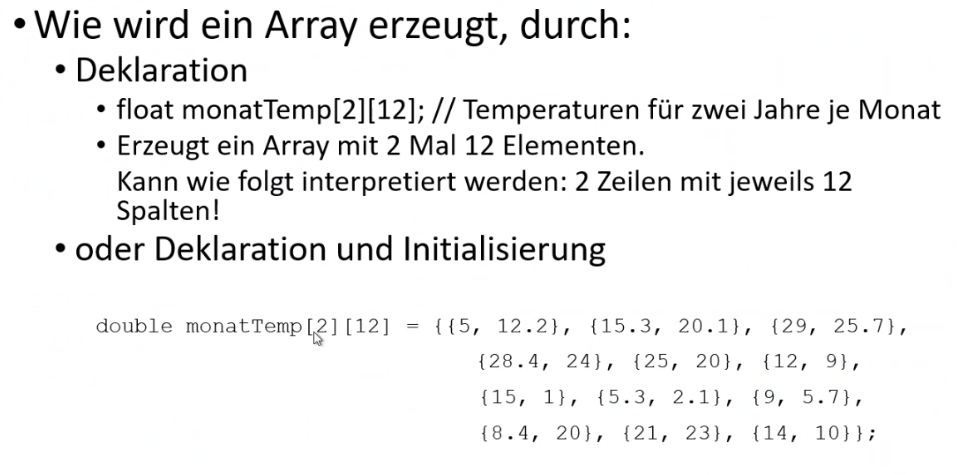 • Wie wird ein Array erzeugt, durch:
• Deklaration
• float monatTemp[2][12]; // Temperaturen für zwei Jahre je Monat
• Erzeugt ein Array mit 2 Mal 12 Elementen.
Kann wie folgt interpretiert werden: 2 Zeilen mit jeweils 12
Spalten!
• oder Deklaration und Initialisierung
double monatTemp[2][12] = {{5, 12.2}, {15.3, 20.1}, {29, 25.7},
{28.4, 24}, {25, 20}, {12, 9},
{15, 1}, {5.3, 2.1}, {9, 5.7},
{8.4, 20}, {21, 23}, {14, 10}};